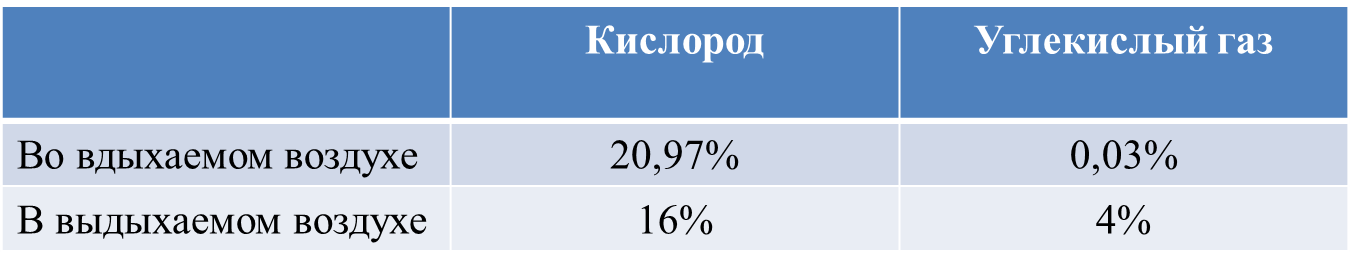 Кислород Углекислый газ
Во вдыхаемом воздухе 20,97% 0,03%
В выдыхаемом воздухе 16% 4%